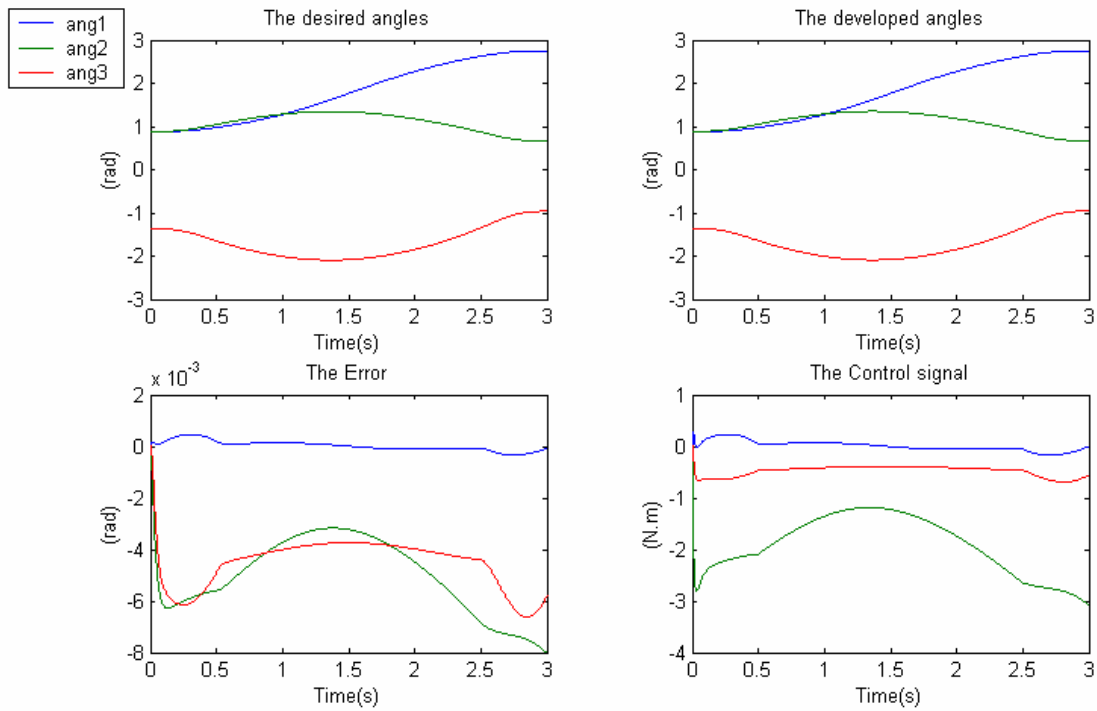 ang1
ang2
ang3
The desired angles
3
2
1
0
-1
-2
-3
(rad)
0 0.5 1 1.5 2 2.5 3
Time(s)
The developed angles
3
2
1
0
-1
-2
-3
(rad)
0 0.5 1 1.5 2 2.5 3
Time(s)
x 10-3
The Error
2
0
-2
-4
-6
-8
(rad)
0 0.5 1 1.5 2 2.5 3
Time(s)
The Control signal
1
0
-1
-2
-3
-4
(N.m)
0 0.5 1 1.5 2 2.5 3
Time(s)